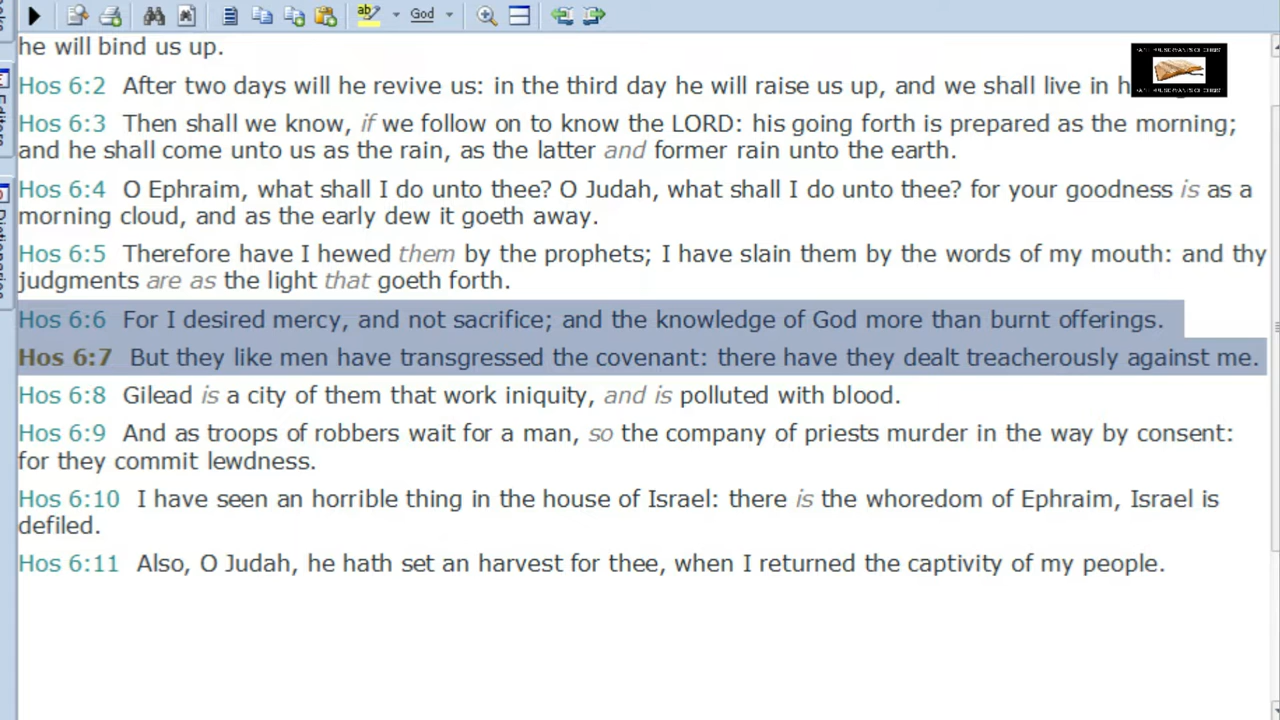 God
he will bind us up.
Hos 6:2 After two days will he revive us: in the third day he will raise us up, and we shall live in
Hos 6:3 Then shall we know, if we follow on to know the LORD: his going forth is prepared as the morning;
and he shall come unto us as the rain, as the latter and former rain unto the earth.
Hos 6:4 O Ephraim, what shall I do unto thee? O Judah, what shall I do unto thee? for your goodness is as a
morning cloud, and as the early dew it goeth away.
Hos 6:5 Therefore have I hewed them by the prophets; I have slain them by the words of my mouth: and thy
judgments are as the light that goeth forth.
Hos 6:6 For I desired mercy, and not sacrifice; and the knowledge of God more than burnt offerings.
Hos 6:7 But they like men have transgressed the covenant: there have they dealt treacherously against me.
Hos 6:8 Gilead is a city of them that work iniquity, and is polluted with blood.
Hos 6:9 And as troops of robbers wait for a man, so the company of priests murder in the way by consent:
for they commit lewdness.
Hos 6:10 I have seen an horrible thing in the house of Israel: there is the whoredom of Ephraim, Israel is
defiled.
Hos 6:11 Also, O Judah, he hath set an harvest for thee, when I returned the captivity of my people.
Editors